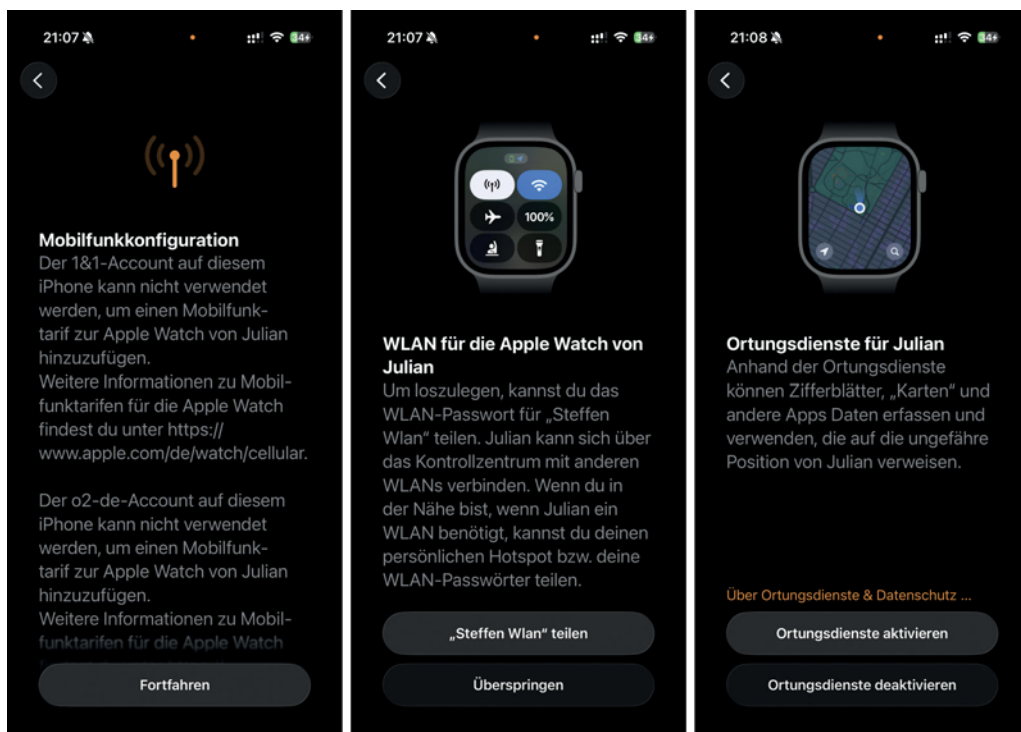 21:07
34
Mobilfunkkonfiguration
Der 1&1-Account auf diesem
iPhone kann nicht verwendet
werden, um einen Mobilfunk-
tarif zur Apple Watch von Julian
hinzuzufügen.
Weitere Informationen zu Mobil-
funktarifen für die Apple Watch
findest du unter https://
www.apple.com/de/watch/cellular.
Der o2-de-Account auf diesem
iPhone kann nicht verwendet
werden, um einen Mobilfunk-
tarif zur Apple Watch von Julian
hinzuzufügen.
Weitere Informationen zu Mobil-
funktarifen für die Apple Watch
Fortfahren
21:07
34
100%
WLAN für die Apple Watch von
Julian
Um loszulegen, kannst du das
WLAN-Passwort für „Steffen
Wlan“ teilen. Julian kann sich über
das Kontrollzentrum mit anderen
WLANs verbinden. Wenn du in
der Nähe bist, wenn Julian ein
WLAN benötigt, kannst du deinen
persönlichen Hotspot bzw. deine
WLAN-Passwörter teilen.
„Steffen Wlan“ teilen
Überspringen
21:08
34
Ortungsdienste für Julian
Anhand der Ortungsdienste
können Zifferblätter, „Karten“ und
andere Apps Daten erfassen und
verwenden, die auf die ungefähre
Position von Julian verweisen.
Über Ortungsdienste & Datenschutz ...
Ortungsdienste aktivieren
Ortungsdienste deaktivieren